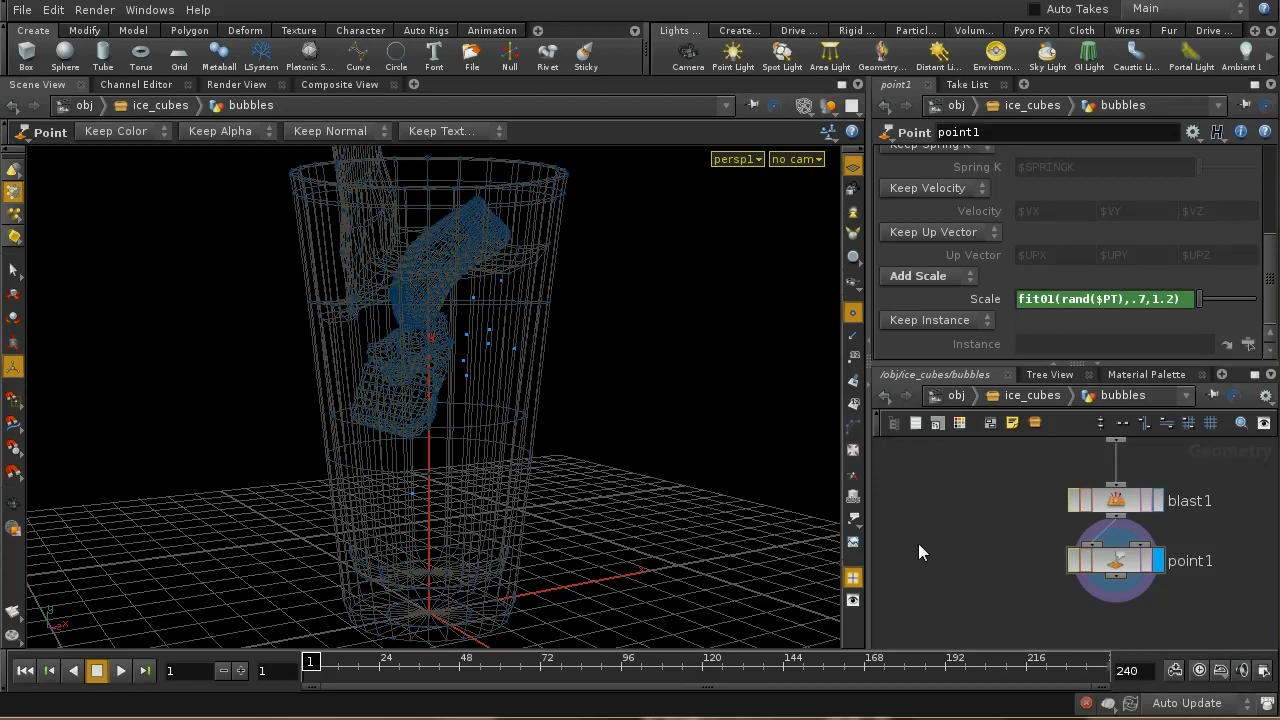 File Edit Render Windows Help Auto Takes Main
Create Modify Model Polygon Deform Texture Character Auto Rigs Animation Lights ... Create... Drive ... Rigid ... Particl... Volum... Pyro FX Cloth Wires Fur Drive ...
Box Sphere Tube Torus Grid Metaball LSystem Platonic S... Curve Circle Font File Null Rivet Sticky Camera Point Light Spot Light Area Light Geometry... Distant Li... Environm... Sky Light GI Light Caustic Li... Portal Light Ambient L
Scene View Channel Editor Render View Composite View point1 Take List
obj ice_cubes bubbles obj ice_cubes bubbles
Point Keep Color Keep Alpha Keep Normal Keep Text... Point point1
persp1 no cam
Keep Spring K
Spring K $SPRINGK
Keep Velocity
Velocity $VX $VY $VZ
Keep Up Vector
Up Vector $UPX $UPY $UPZ
Add Scale
Scale fit01(rand($PT),.7,1.2)
Keep Instance
Instance
/obj/ice_cubes/bubbles Tree View Material Palette
obj ice_cubes bubbles
Geometry
blast1
point1
y x
x
1 1 1 24 48 72 96 120 144 168 192 216 240
Auto Update